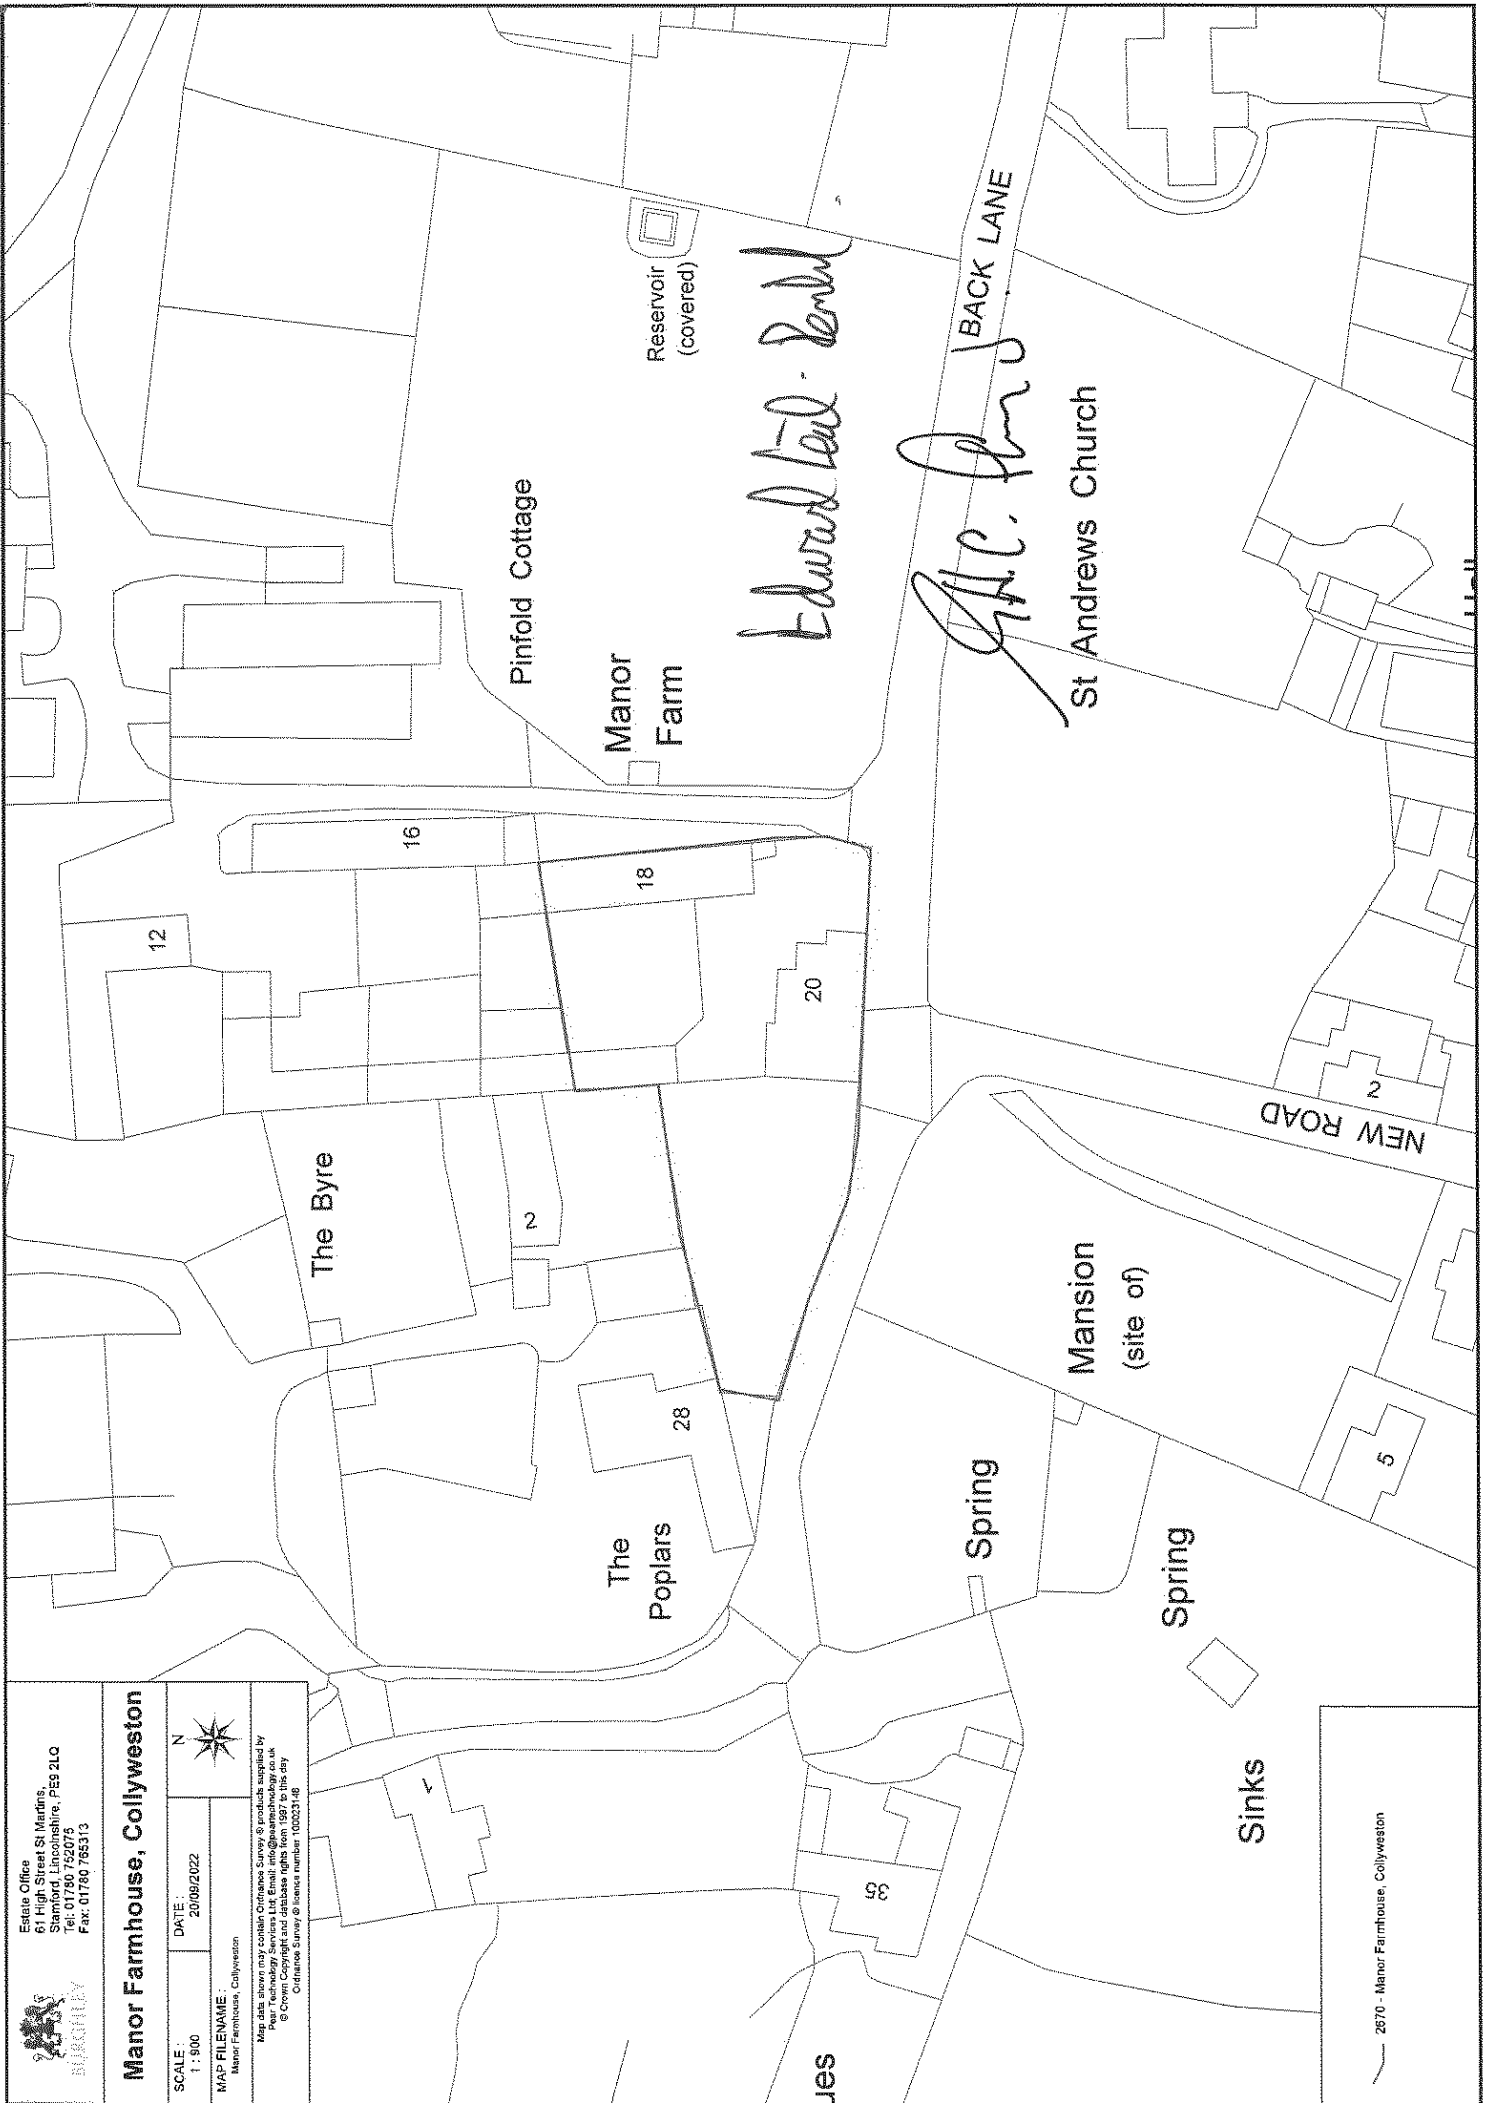 Estate Office
61 High Street St Martins,
Stamford, Lincolnshire, PE9 2LQ
Tel: 01780 752075
Fax: 01780 765313
BURGHLEY
Manor Farmhouse, Collyweston
SCALE :
1 : 900
DATE :
20/09/2022
N
MAP FILENAME :
Manor Farmhouse, Collyweston
Map data shown may contain Ordnance Survey ® products supplied by
Pear Technology Services Ltd; Email: info@peartechnology.co.uk
© Crown Copyright and database rights from 1997 to this day
Ordnance Survey ® licence number 100023148
1
35
The
Poplars
28
The Byre
2
12
16
18
20
Pinfold Cottage
Manor
Farm
Reservoir
(covered)
Edward
BACK LANE
St Andrews Church
NEW ROAD
2
Mansion
(site of)
5
Spring
Spring
Sinks
ues
2670 - Manor Farmhouse, Collyweston